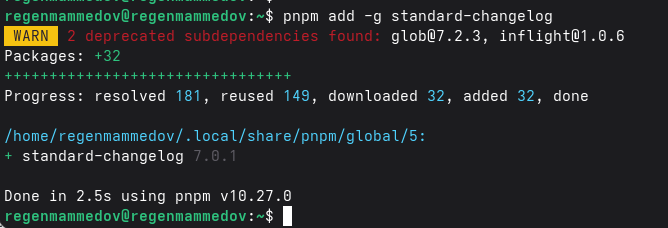 regenmammedov@regenmammedov:~$ pnpm add -g standard-changelog
WARN 2 deprecated subdependencies found: glob@7.2.3, inflight@1.0.6
Packages: +32
++++++++++++++++++++++++++++++++
Progress: resolved 181, reused 149, downloaded 32, added 32, done
/home/regenmammedov/.local/share/pnpm/global/5:
+ standard-changelog 7.0.1
Done in 2.5s using pnpm v10.27.0
regenmammedov@regenmammedov:~$